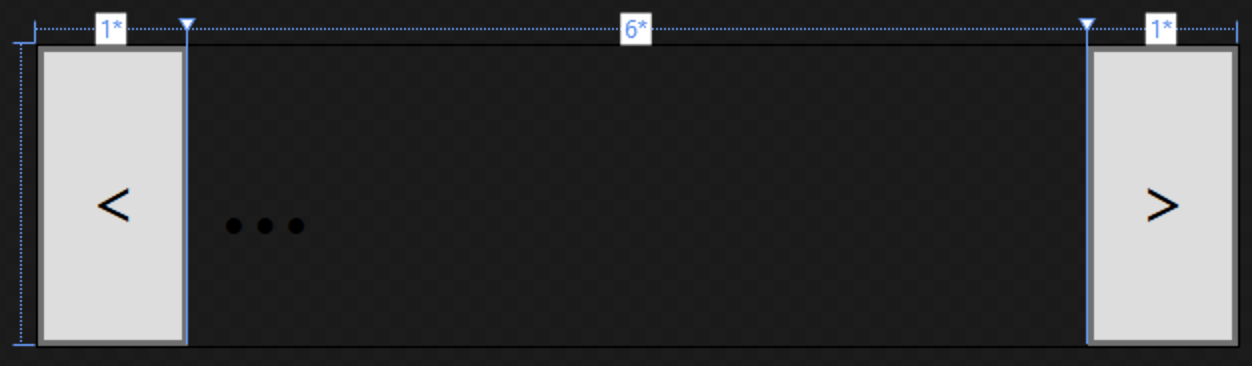 1* 6* 1*
< ... >